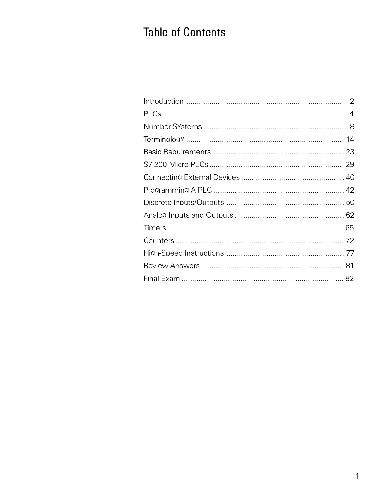 Table of Contents
Introduction ........................................................................ 2
PLCs .................................................................................. 4
Number Systems .............................................................. 8
Terminology ..................................................................... 14
Basic Requirements ......................................................... 23
S7-200 Micro PLCs .......................................................... 29
Connecting External Devices ........................................... 40
Programming A PLC ........................................................ 42
Discrete Inputs/Outputs .................................................. 50
Analog Inputs and Outputs .............................................. 62
Timers .............................................................................. 65
Counters .......................................................................... 72
High-Speed Instructions .................................................. 77
Review Answers .............................................................. 81
Final Exam ....................................................................... 82
1